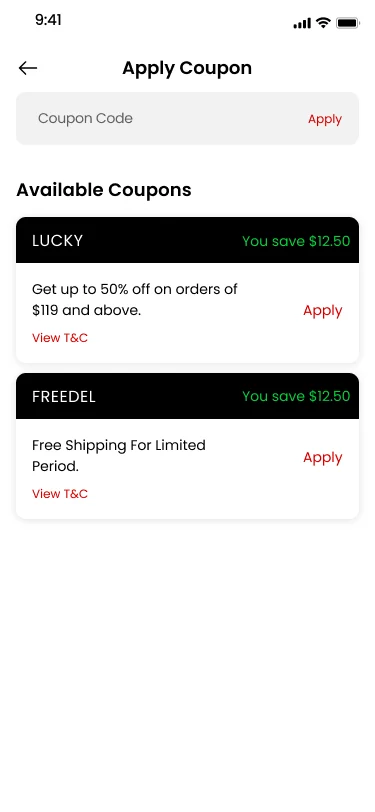 9:41
Apply Coupon
Coupon Code Apply
Available Coupons
LUCKY You save $12.50
Get up to 50% off on orders of
$119 and above.
Apply
View T&C
FREEDEL You save $12.50
Free Shipping For Limited
Period.
Apply
View T&C